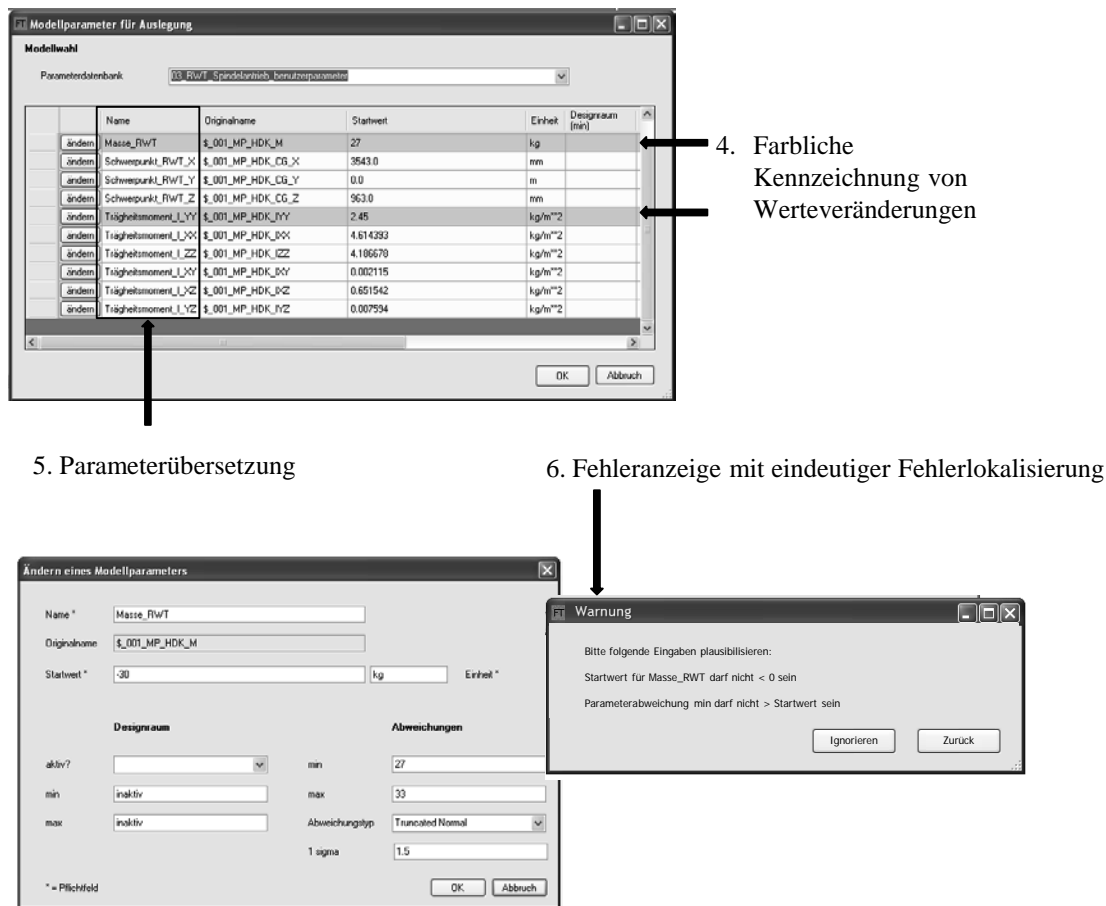 FT Modellparameter für Auslegung
Modellwahl
Parameterdatenbank 03_RWT_Spindelantrieb_benutzerparameter
Name Originalname Startwert Einheit Designraum (min)
ändern Masse_RWT $_001_MP_HDK_M 27 kg
ändern Schwerpunkt_RWT_X $_001_MP_HDK_CG_X 3543.0 mm
ändern Schwerpunkt_RWT_Y $_001_MP_HDK_CG_Y 0.0 m
ändern Schwerpunkt_RWT_Z $_001_MP_HDK_CG_Z 963.0 mm
ändern Trägheitsmoment_I_YY $_001_MP_HDK_IYY 2.45 kg/m**2
ändern Trägheitsmoment_I_XX $_001_MP_HDK_IXX 4.614393 kg/m**2
ändern Trägheitsmoment_I_ZZ $_001_MP_HDK_IZZ 4.186678 kg/m**2
ändern Trägheitsmoment_I_XY $_001_MP_HDK_IXY 0.002115 kg/m**2
ändern Trägheitsmoment_I_XZ $_001_MP_HDK_IXZ 0.651542 kg/m**2
ändern Trägheitsmoment_I_YZ $_001_MP_HDK_IYZ 0.007594 kg/m**2
OK Abbruch
4. Farbliche
Kennzeichnung von
Werteveränderungen
5. Parameterübersetzung
6. Fehleranzeige mit eindeutiger Fehlerlokalisierung
Ändern eines Modellparameters
Name * Masse_RWT
Originalname $_001_MP_HDK_M
Startwert * -30 kg Einheit *
Designraum Abweichungen
aktiv? min 27
min inaktiv max 33
max inaktiv Abweichungstyp Truncated Normal
1 sigma 1.5
* = Pflichtfeld OK Abbruch
FT Warnung
Bitte folgende Eingaben plausibilisieren:
Startwert für Masse_RWT darf nicht < 0 sein
Parameterabweichung min darf nicht > Startwert sein
Ignorieren Zurück